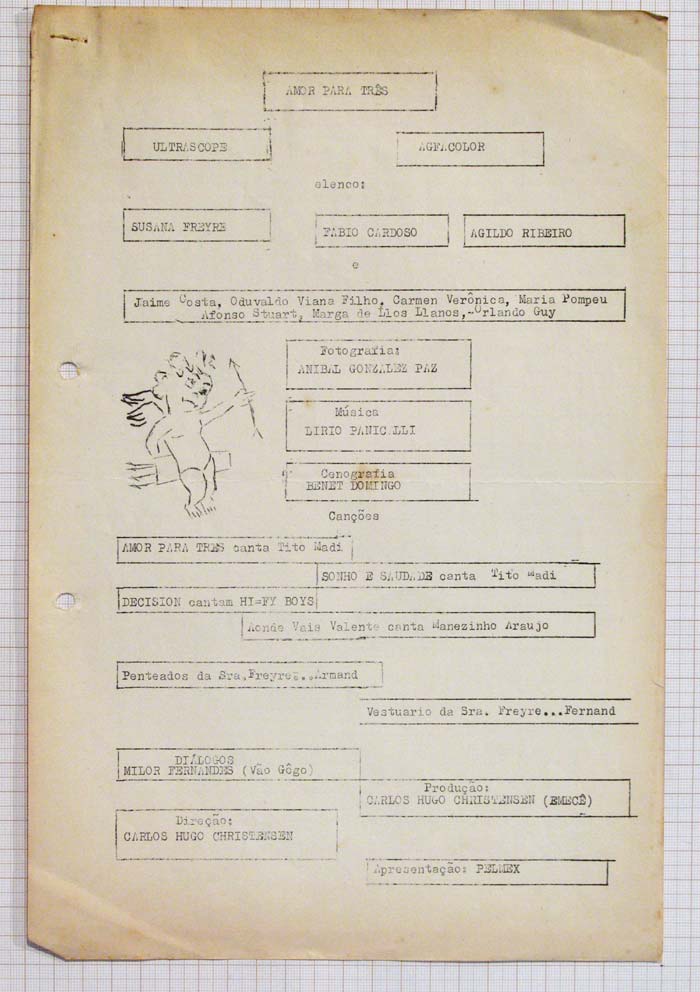 AMOR PARA TRÊS
ULTRASCOPE
AGFACOLOR
elenco:
SUSANA FREYRE
FABIO CARDOSO
AGILDO RIBEIRO
e
Jaime Costa, Oduvaldo Viana Filho, Carmen Verônica, Maria Pompeu
Afonso Stuart, Marga de Llos Llanos,-Orlando Guy
Fotografia:
ANIBAL GONZALEZ PAZ
Música
LIRIO PANIC LLI
Cenografia
BENET DOMINGO
Canções
AMOR PARA TRES canta Tito Madi
SONHO E SAUDADE canta Tito Madi
DECISION cantam HI=FY BOYS
Aonde Vais Valente canta Manezinho Araujo
Penteados da Sra.Freyre...Armand
Vestuario da Sra. Freyre...Fernand
DIÁLOGOS
MILOR FERNANDES (Vão Gôgo)
Produção:
CARLOS HUGO CHRISTENSEN (EMECÊ)
Direção:
CARLOS HUGO CHRISTENSEN
Apresentação: PELMEX